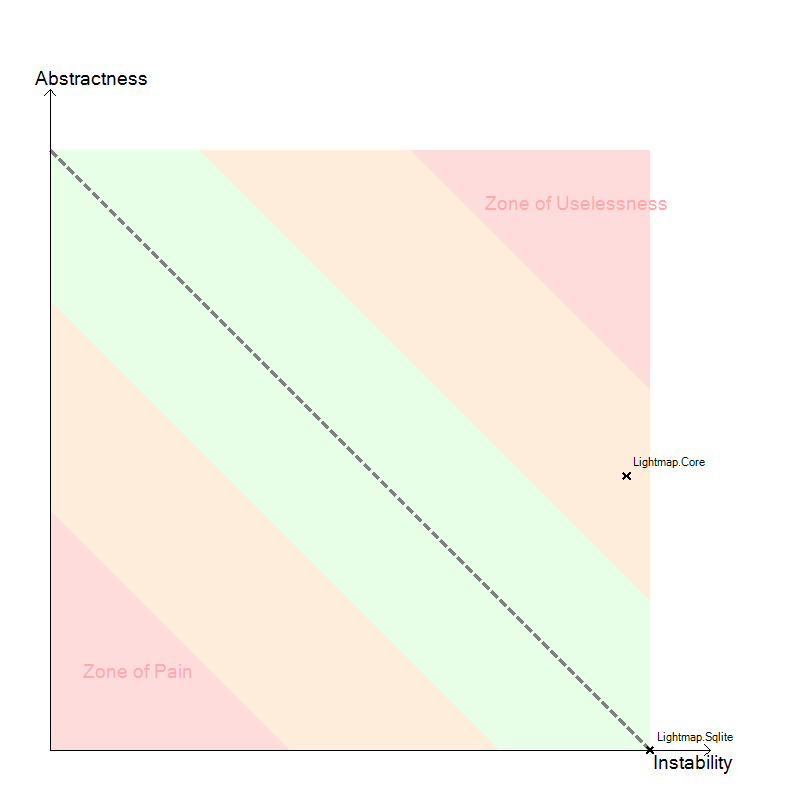 Abstractness
Zone of Uselessness
Lightmap.Core
Zone of Pain
Lightmap.Sqlite
Instability